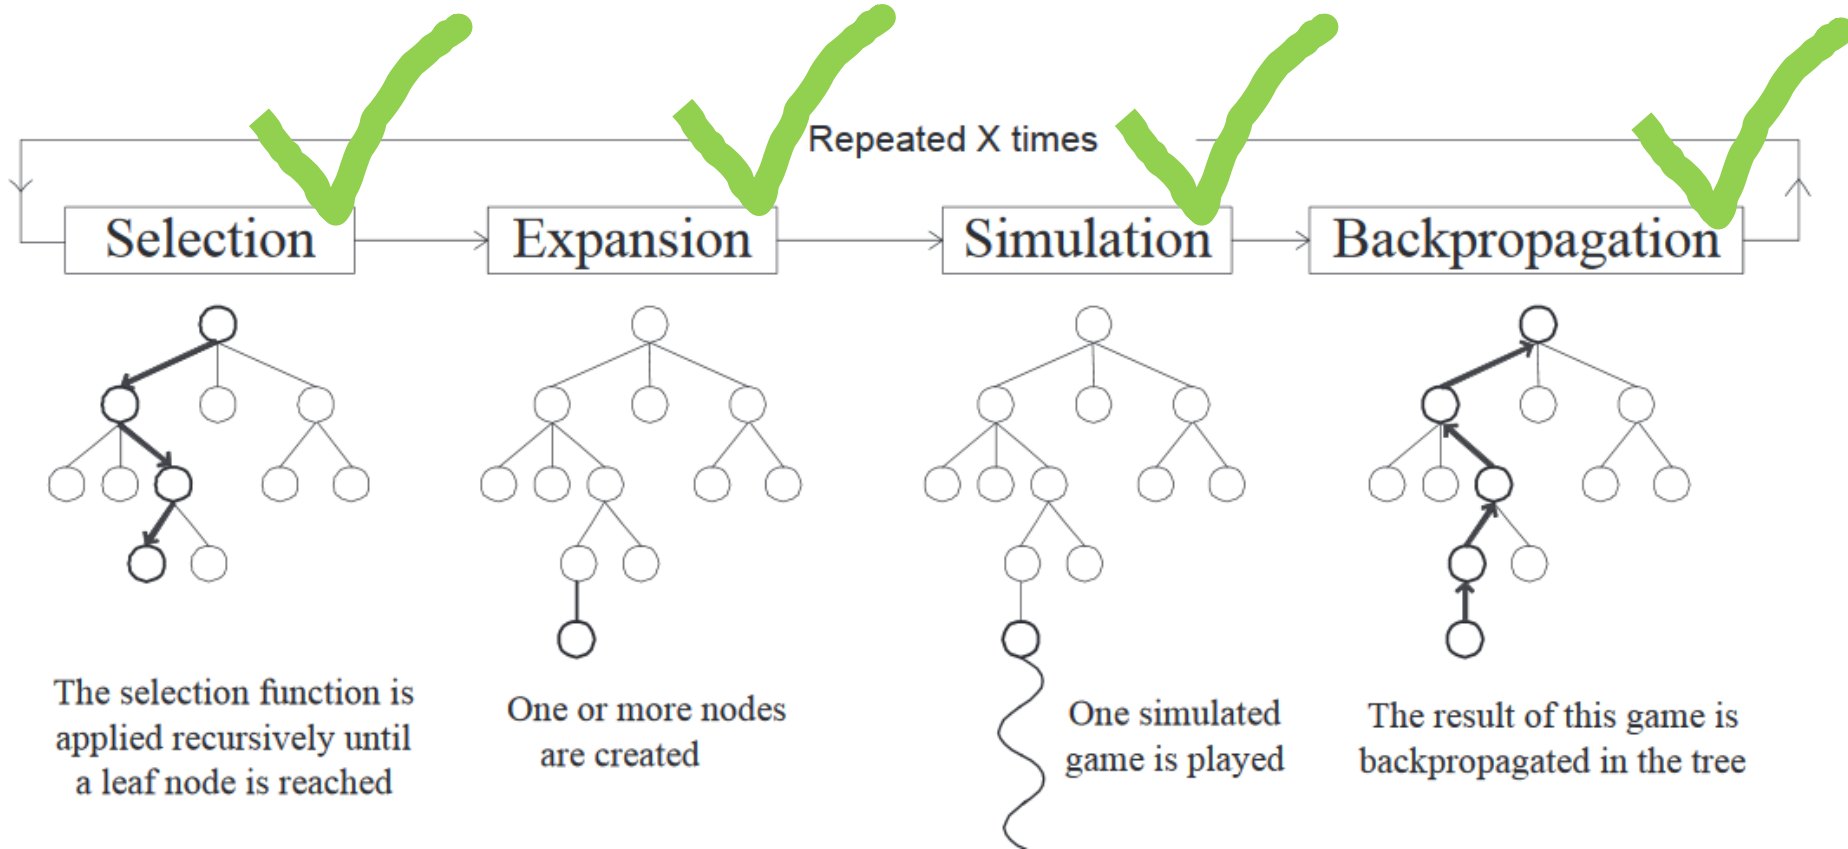 Repeated X times
Selection
Expansion
Simulation
Backpropagation
The selection function is
applied recursively until
a leaf node is reached
One or more nodes
are created
One simulated
game is played
The result of this game is
backpropagated in the tree